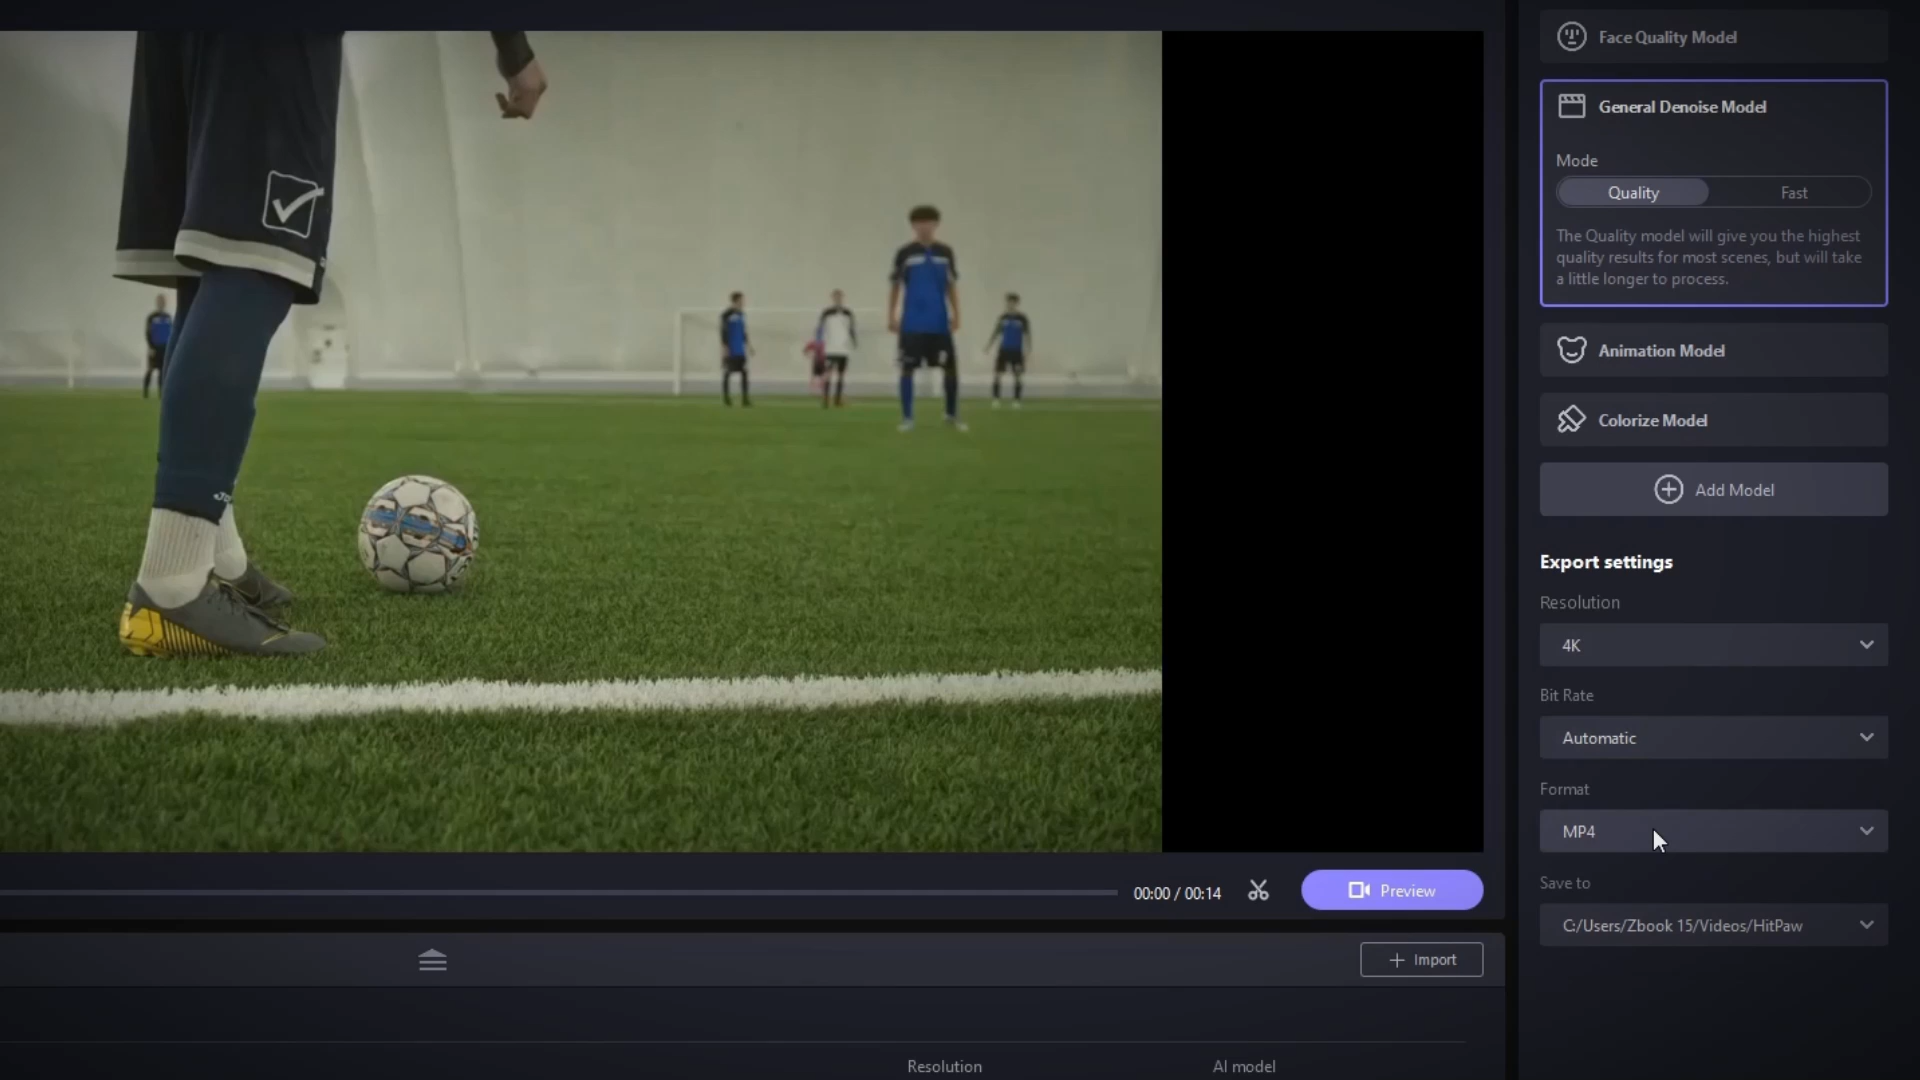 Face Quality Model
General Denoise Model
Mode
Quality
Fast
The Quality model will give you the highest
quality results for most scenes, but will take
a little longer to process.
Animation Model
Colorize Model
Add Model
Export settings
Resolution
4K
Bit Rate
Automatic
Format
MP4
Save to
C:/Users/Zbook 15/Videos/HitPaw
00:00 / 00:14
Preview
Import
Resolution
AI model